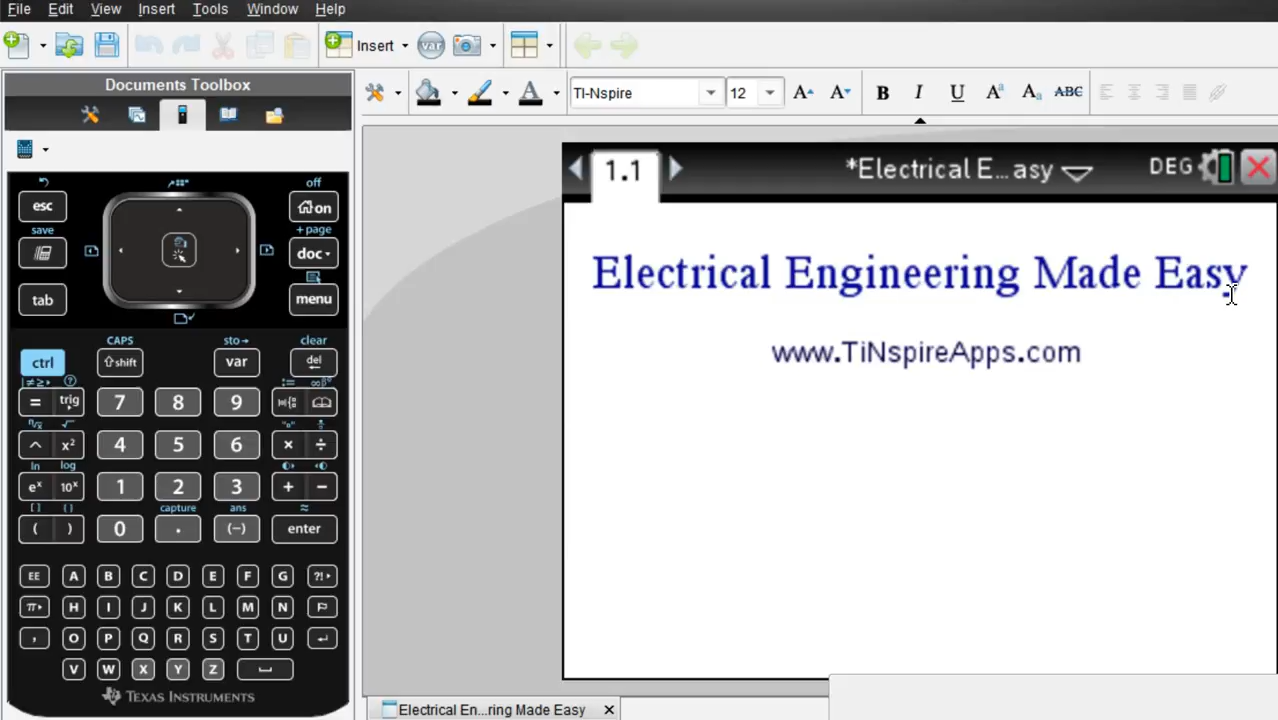 File Edit View Insert Tools Window Help
Insert var
Documents Toolbox
TI-Nspire 12 A A B I U A A ABC
1.1 *Electrical E...asy DEG
Electrical Engineering Made Easy
www.TiNspireApps.com
off
esc on
save + page
doc
tab menu
CAPS sto→ clear
ctrl shift var del
= trig 7 8 9
^ x² 4 5 6 × ÷
ln log
eˣ 10ˣ 1 2 3 + −
[ ] { } capture ans ≈
( ) 0 . (−) enter
EE A B C D E F G ?!
π H I J K L M N
, O P Q R S T U
V W X Y Z
TEXAS INSTRUMENTS
Electrical En...ring Made Easy